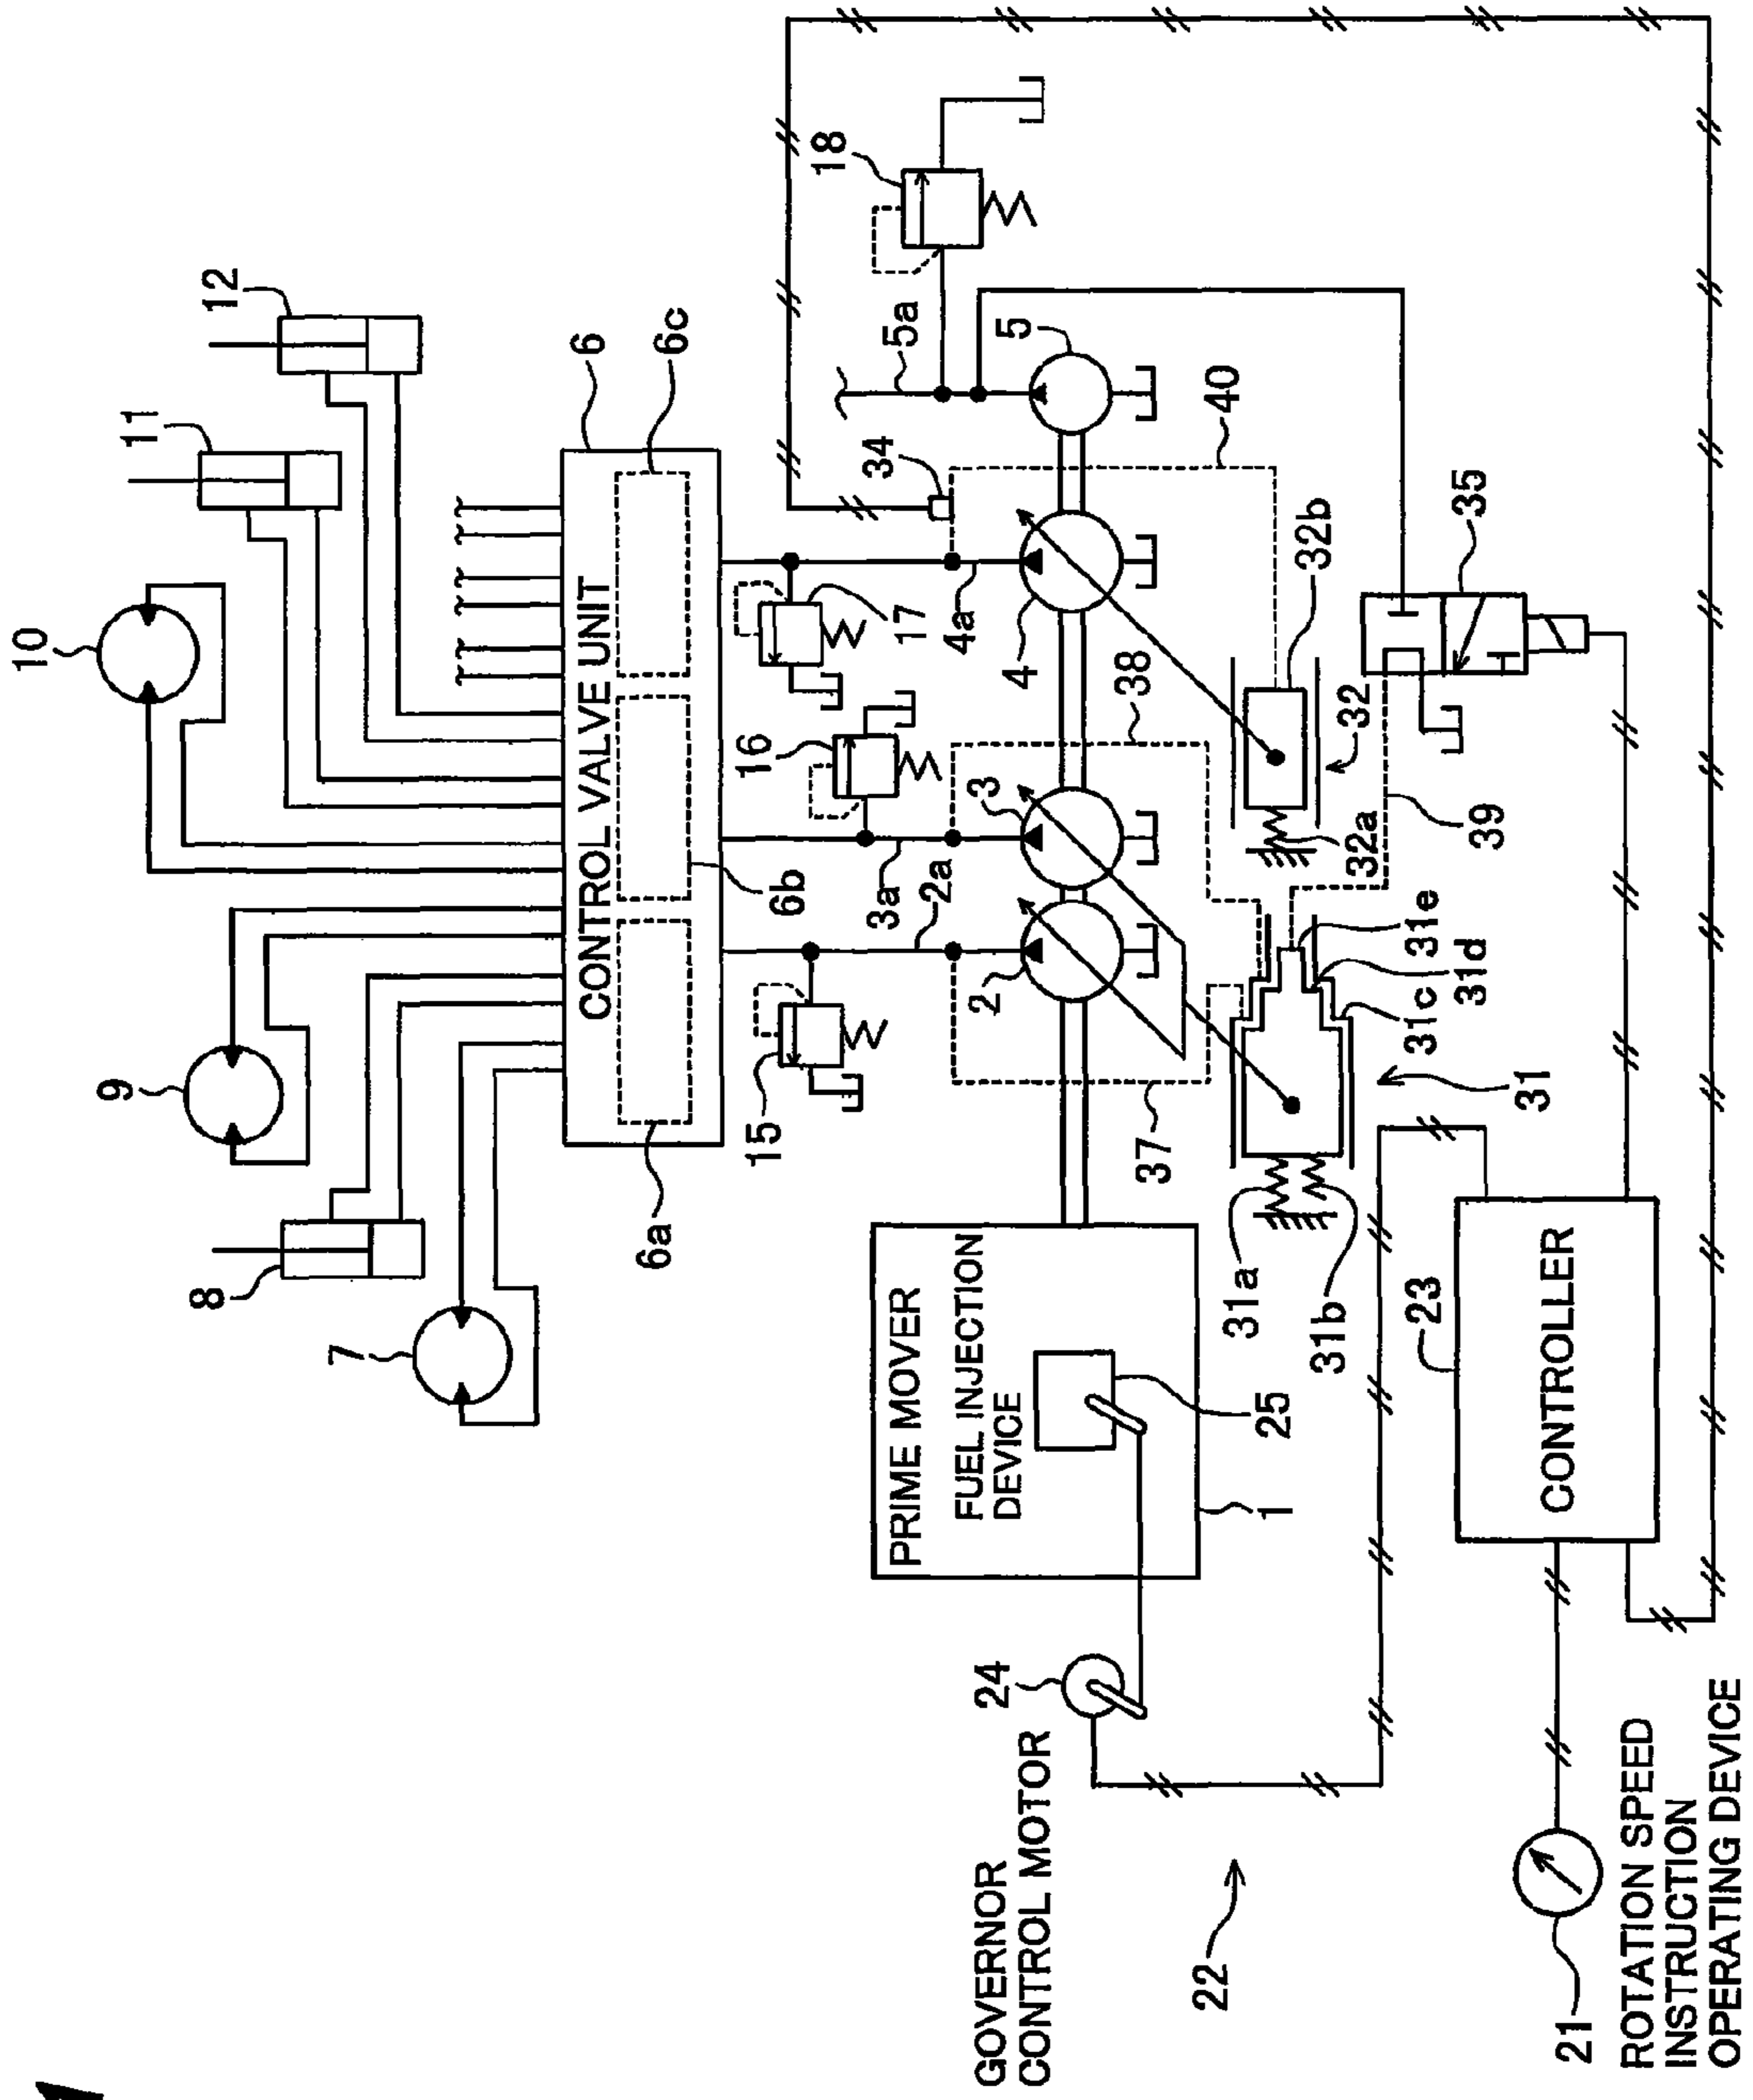 10
12
11
9
8
7
6
6c
CONTROL VALVE UNIT
6b
6a
18
5a
5
34
40
17
4a
4
16
3a
3
2a
38
15
2
37
32b
32
32a
35
39
31e
31d
31c
31
31a
31b
PRIME MOVER
FUEL INJECTION
DEVICE
25
1
24
GOVERNOR
CONTROL MOTOR
22
23
CONTROLLER
21
ROTATION SPEED
INSTRUCTION
OPERATING DEVICE